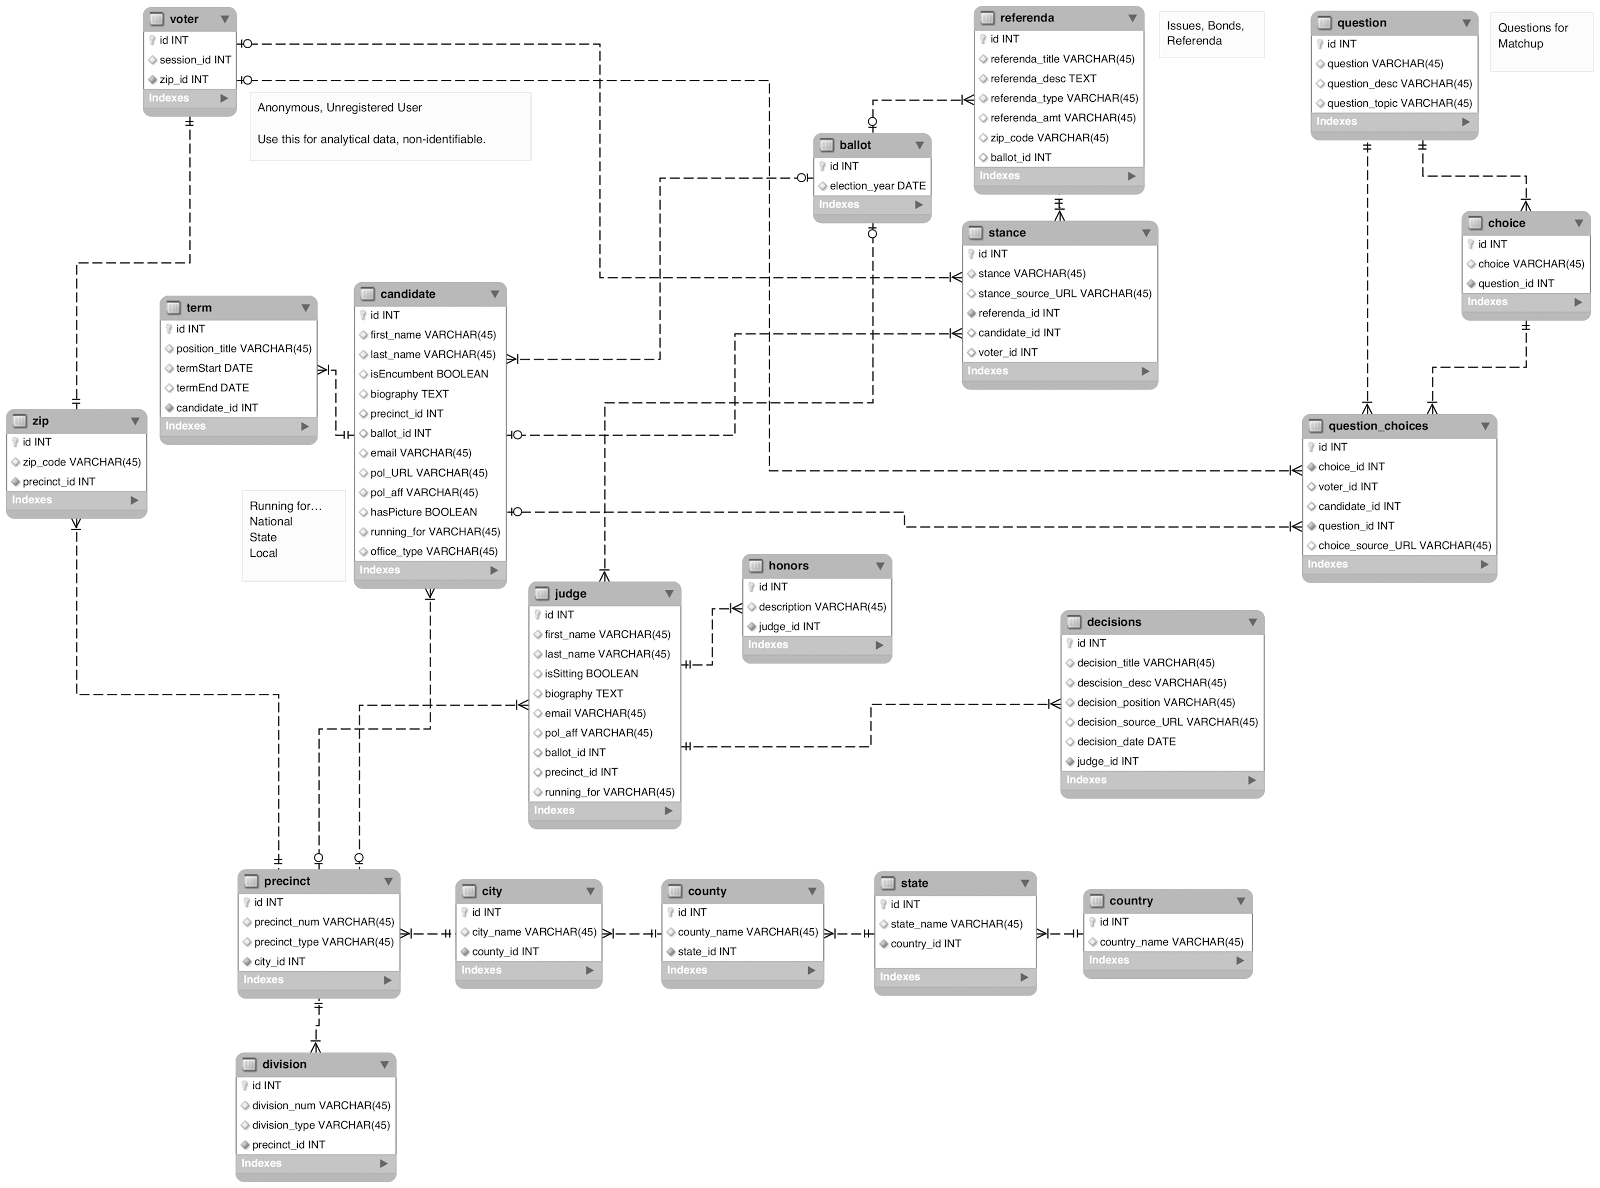 voter
id INT
session_id INT
zip_id INT
Indexes
Anonymous, Unregistered User
Use this for analytical data, non-identifiable.
referenda
id INT
referenda_title VARCHAR(45)
referenda_desc TEXT
referenda_type VARCHAR(45)
referenda_amt VARCHAR(45)
zip_code VARCHAR(45)
ballot_id INT
Indexes
Issues, Bonds,
Referenda
question
id INT
question VARCHAR(45)
question_desc VARCHAR(45)
question_topic VARCHAR(45)
Indexes
Questions for
Matchup
ballot
id INT
election_year DATE
Indexes
stance
id INT
stance VARCHAR(45)
stance_source_URL VARCHAR(45)
referenda_id INT
candidate_id INT
voter_id INT
Indexes
choice
id INT
choice VARCHAR(45)
question_id INT
Indexes
term
id INT
position_title VARCHAR(45)
termStart DATE
termEnd DATE
candidate_id INT
Indexes
candidate
id INT
first_name VARCHAR(45)
last_name VARCHAR(45)
isEncumbent BOOLEAN
biography TEXT
precinct_id INT
ballot_id INT
email VARCHAR(45)
pol_URL VARCHAR(45)
pol_aff VARCHAR(45)
hasPicture BOOLEAN
running_for VARCHAR(45)
office_type VARCHAR(45)
Indexes
zip
id INT
zip_code VARCHAR(45)
precinct_id INT
Indexes
Running for...
National
State
Local
question_choices
id INT
choice_id INT
voter_id INT
candidate_id INT
question_id INT
choice_source_URL VARCHAR(45)
Indexes
judge
id INT
first_name VARCHAR(45)
last_name VARCHAR(45)
isSitting BOOLEAN
biography TEXT
email VARCHAR(45)
pol_aff VARCHAR(45)
ballot_id INT
precinct_id INT
running_for VARCHAR(45)
Indexes
honors
id INT
description VARCHAR(45)
judge_id INT
Indexes
decisions
id INT
decision_title VARCHAR(45)
descision_desc VARCHAR(45)
decision_position VARCHAR(45)
decision_source_URL VARCHAR(45)
decision_date DATE
judge_id INT
Indexes
precinct
id INT
precinct_num VARCHAR(45)
precinct_type VARCHAR(45)
city_id INT
Indexes
city
id INT
city_name VARCHAR(45)
county_id INT
Indexes
county
id INT
county_name VARCHAR(45)
state_id INT
Indexes
state
id INT
state_name VARCHAR(45)
country_id INT
Indexes
country
id INT
country_name VARCHAR(45)
Indexes
division
id INT
division_num VARCHAR(45)
division_type VARCHAR(45)
precinct_id INT
Indexes